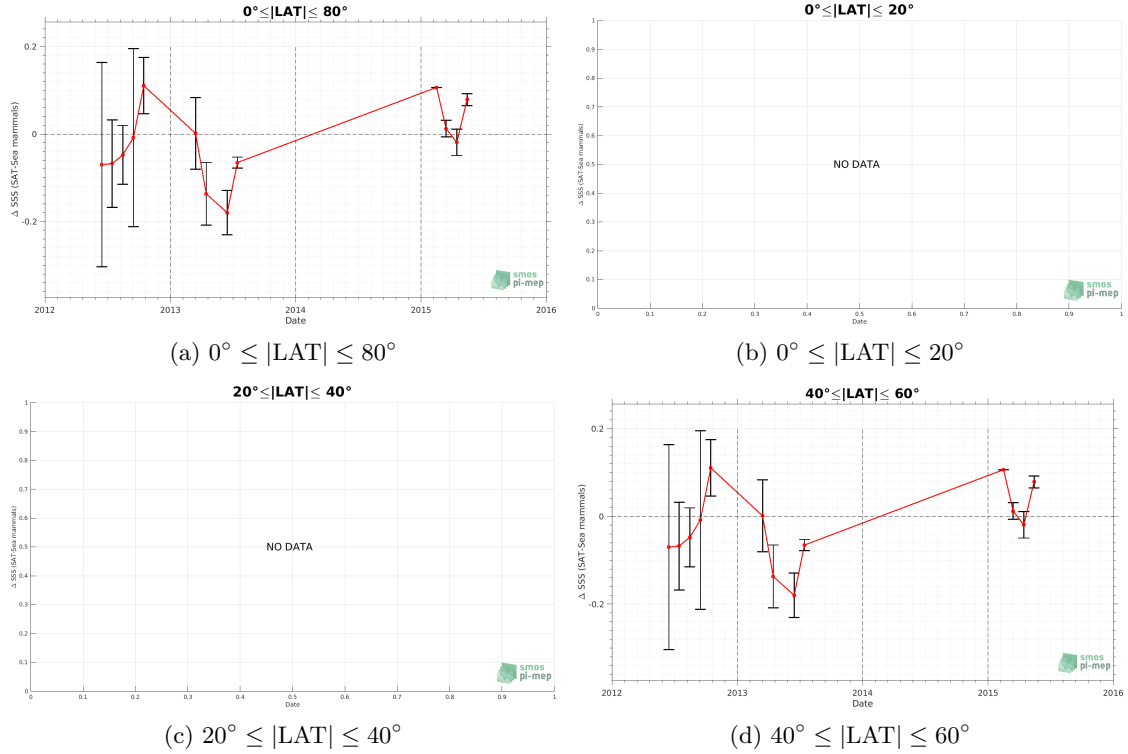 0°≤|LAT|≤ 80°
Δ SSS (SAT-Sea mammals)
0.2
0
-0.2
2012 2013 2014 2015 2016
Date
smos
pi-mep
(a) 0° ≤ |LAT| ≤ 80°
0°≤|LAT|≤ 20°
Δ SSS (SAT-Sea mammals)
1
0.9
0.8
0.7
0.6
0.5
0.4
0.3
0.2
0.1
0
NO DATA
0 0.1 0.2 0.3 0.4 0.5 0.6 0.7 0.8 0.9 1
Date
smos
pi-mep
(b) 0° ≤ |LAT| ≤ 20°
20°≤|LAT|≤ 40°
Δ SSS (SAT-Sea mammals)
1
0.9
0.8
0.7
0.6
0.5
0.4
0.3
0.2
0.1
0
NO DATA
0 0.1 0.2 0.3 0.4 0.5 0.6 0.7 0.8 0.9 1
Date
smos
pi-mep
(c) 20° ≤ |LAT| ≤ 40°
40°≤|LAT|≤ 60°
Δ SSS (SAT-Sea mammals)
0.2
0
-0.2
2012 2013 2014 2015 2016
Date
smos
pi-mep
(d) 40° ≤ |LAT| ≤ 60°